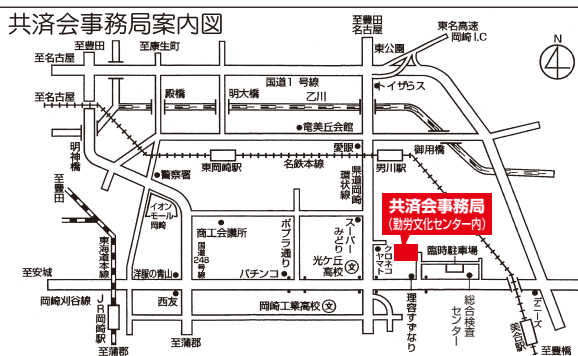 共済会事務局案内図
至豊田
至康生町
至豊田
名古屋
東名高速
岡崎I.C
N
至名古屋
東公園
国道1号線
トイザらス
至名古屋
殿橋
明大橋
乙川
竜美丘会館
明神橋
愛眼
御用橋
東岡崎駅
名鉄本線
男川駅
警察署
県道岡崎
環状線
至豊田
イオン
モール
岡崎
共済会事務局
(勤労文化センター内)
商工会議所
ポプラ通り
スーパー
みどり
光ケ丘
高校
文
クロネコ
ヤマト
臨時駐車場
東海道本線
国道248号線
至安城
洋服の青山
パチンコ
岡崎刈谷線
JR岡崎駅
西友
岡崎工業高校
文
理容すずなり
総合検査
センター
デニーズ
美合駅
至蒲郡
至蒲郡
至豊橋